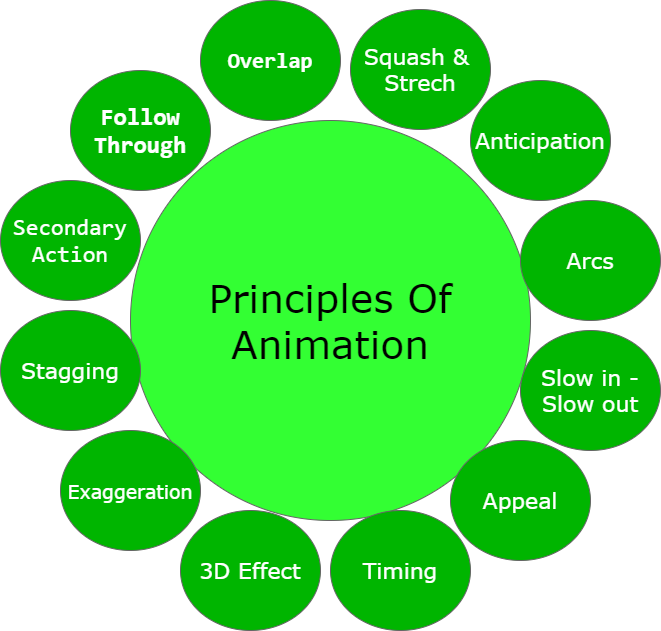 Overlap
Squash &
Strech
Anticipation
Arcs
Slow in -
Slow out
Appeal
Timing
3D Effect
Exaggeration
Stagging
Secondary
Action
Follow
Through
Principles Of
Animation